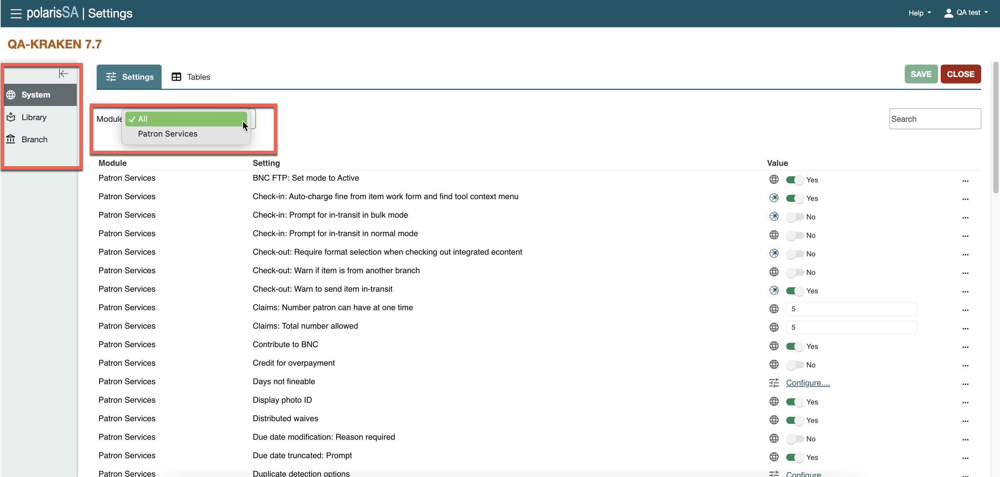 polarisSA | Settings
Help
QA test
QA-KRAKEN 7.7
System
Library
Branch
Settings
Tables
SAVE
CLOSE
Module
✓ All
Patron Services
Search
Module Setting Value
Patron Services BNC FTP: Set mode to Active Yes ...
Patron Services Check-in: Auto-charge fine from item work form and find tool context menu Yes ...
Patron Services Check-in: Prompt for in-transit in bulk mode No ...
Patron Services Check-in: Prompt for in-transit in normal mode No ...
Patron Services Check-out: Require format selection when checking out integrated econtent No ...
Patron Services Check-out: Warn if item is from another branch No ...
Patron Services Check-out: Warn to send item in-transit Yes ...
Patron Services Claims: Number patron can have at one time 5 ...
Patron Services Claims: Total number allowed 5 ...
Patron Services Contribute to BNC Yes ...
Patron Services Credit for overpayment No ...
Patron Services Days not fineable Configure.... ...
Patron Services Display photo ID Yes ...
Patron Services Distributed waives Yes ...
Patron Services Due date modification: Reason required No ...
Patron Services Due date truncated: Prompt Yes ...
Patron Services Duplicate detection options Configure ...